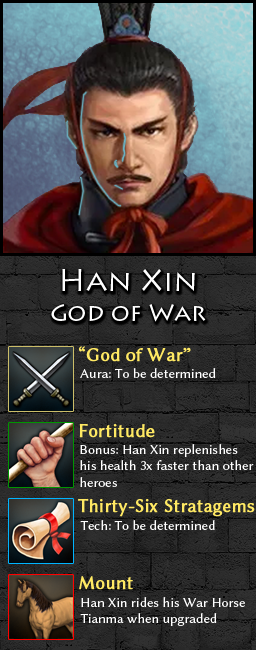 Han Xin
God of War
“God of War”
Aura: To be determined
Fortitude
Bonus: Han Xin replenishes
his health 3x faster than other
heroes
Thirty-Six Stratagems
Tech: To be determined
Mount
Han Xin rides his War Horse
Tianma when upgraded